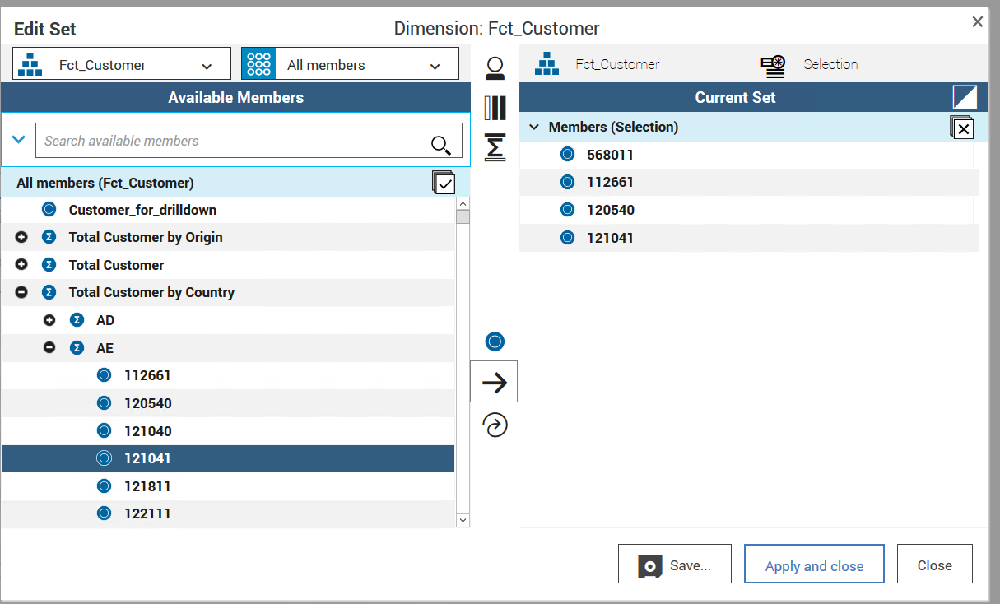 Edit Set
Dimension: Fct_Customer
Fct_Customer
All members
Fct_Customer
Selection
Available Members
Current Set
Search available members
Members (Selection)
All members (Fct_Customer)
Customer_for_drilldown
Total Customer by Origin
Total Customer
Total Customer by Country
AD
AE
112661
120540
121040
121041
121811
122111
568011
112661
120540
121041
Save...
Apply and close
Close